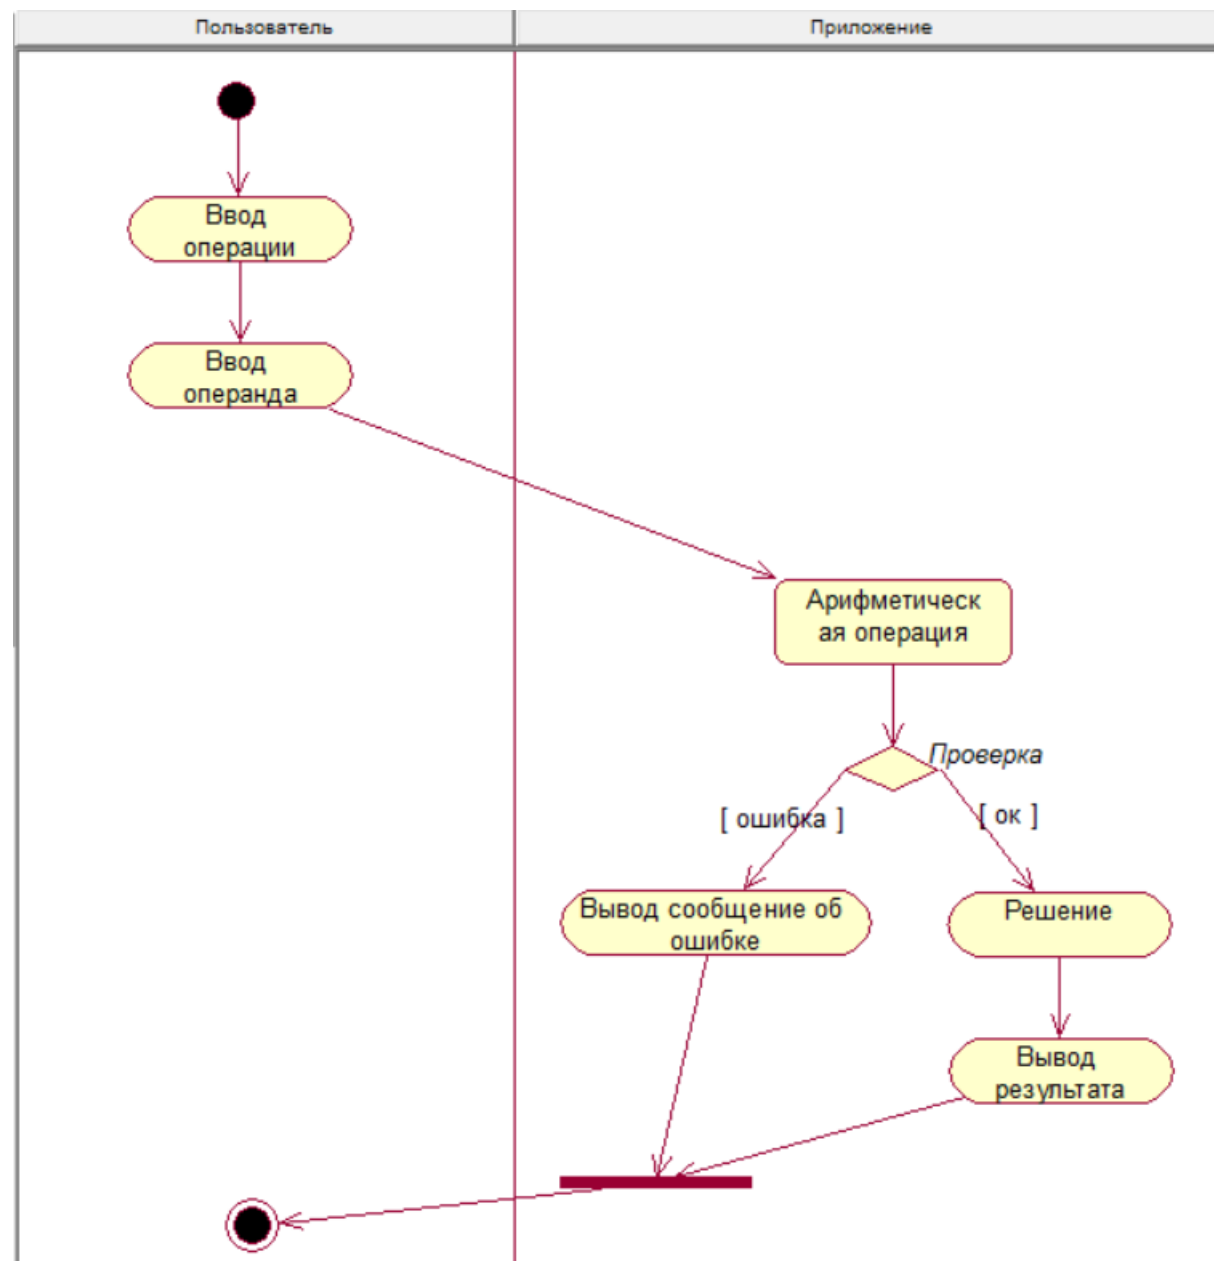 Пользователь
Приложение
Ввод
операции
Ввод
операнда
Арифметическ
ая операция
Проверка
[ ошибка ]
[ ок ]
Вывод сообщение об
ошибке
Решение
Вывод
результата